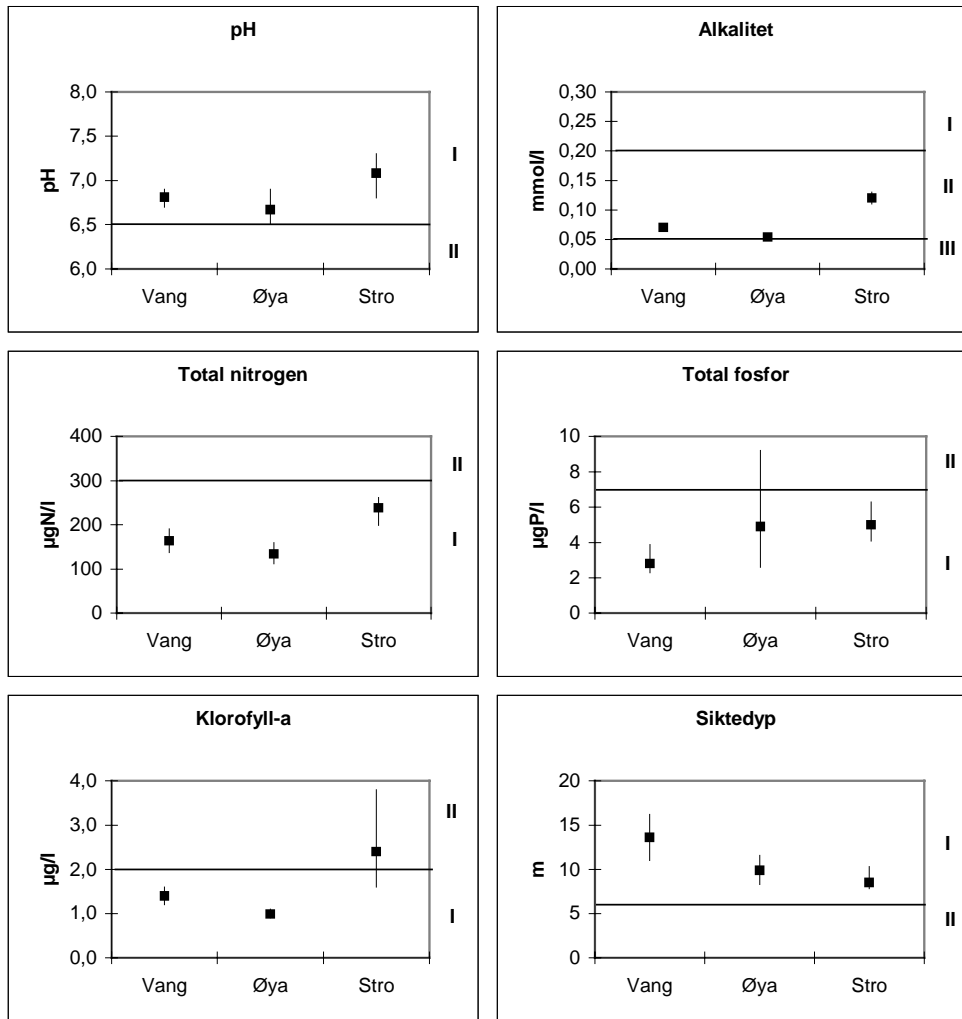 pH
8,0
7,5
7,0
6,5
6,0
pH
I
II
Vang Øya Stro
Alkalitet
0,30
0,25
0,20
0,15
0,10
0,05
0,00
mmol/l
I
II
III
Vang Øya Stro
Total nitrogen
400
300
200
100
0
µgN/l
II
I
Vang Øya Stro
Total fosfor
10
8
6
4
2
0
µgP/l
II
I
Vang Øya Stro
Klorofyll-a
4,0
3,0
2,0
1,0
0,0
µg/l
II
I
Vang Øya Stro
Siktedyp
20
15
10
5
0
m
I
II
Vang Øya Stro